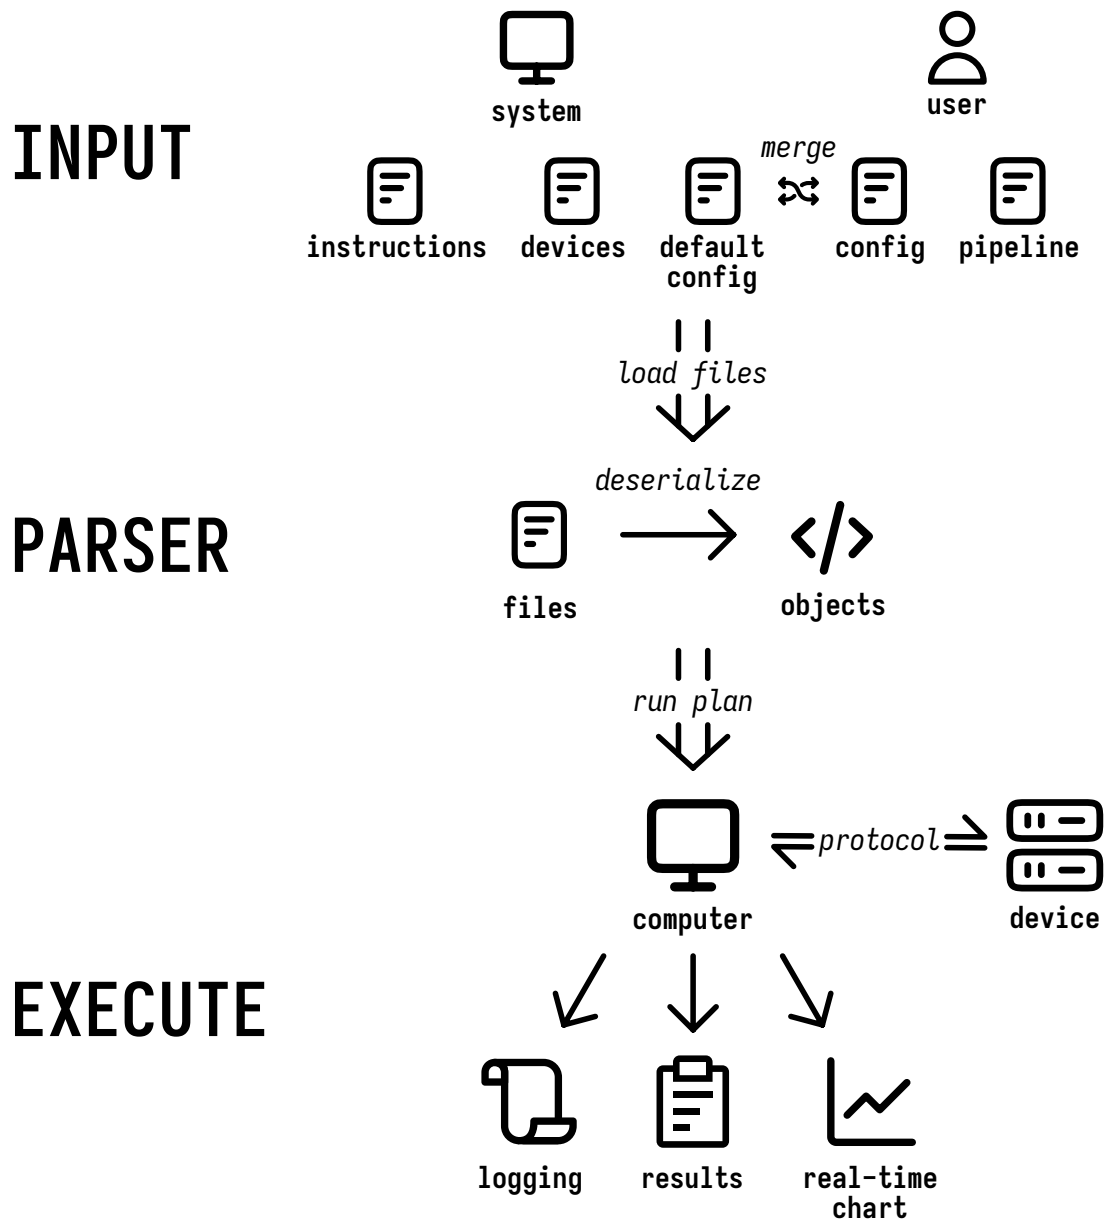 system
user
INPUT
merge
instructions
devices
default
config
config
pipeline
load files
PARSER
deserialize
files
objects
run plan
protocol
computer
device
EXECUTE
logging
results
real-time
chart